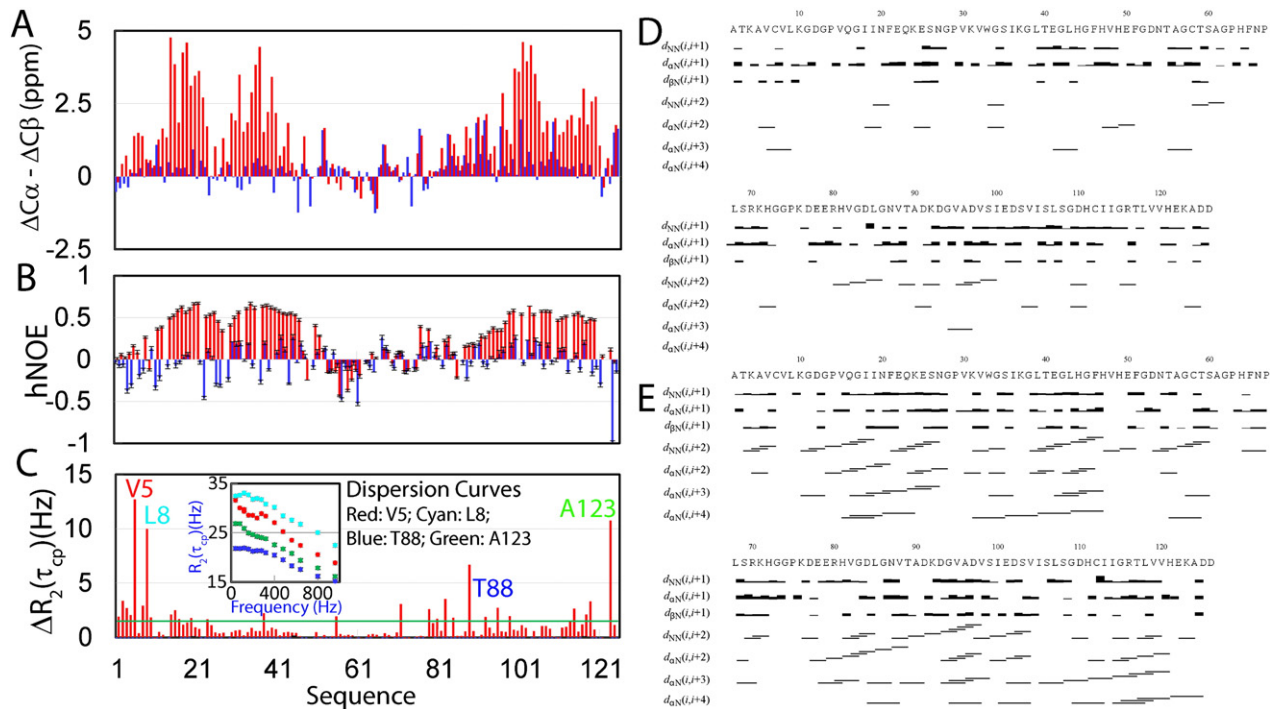 A
5
2.5
0
-2.5
ΔCα - ΔCβ (ppm)
B
1
0.5
0
-0.5
-1
hNOE
C
15
10
5
0
ΔR2(τcp)(Hz)
V5
L8
T88
A123
35
25
15
R2(τcp)(Hz)
0 400 800
Frequency (Hz)
Dispersion Curves
Red: V5; Cyan: L8;
Blue: T88; Green: A123
1 21 41 61 81 101 121
Sequence
D
10 20 30 40 50 60
ATKAVCVLKGDGPVQGIINFEQKESNGPVKVWGSIKGLTEGLHGFHVHEFGDNTAGCTSAGPHFNP
dNN(i,i+1)
dαN(i,i+1)
dβN(i,i+1)
dNN(i,i+2)
dαN(i,i+2)
dαN(i,i+3)
dαN(i,i+4)
70 80 90 100 110 120
LSRKHGGPKDEERHVGDLGNVTADKDGVADVSIEDSVISLSGDHCIIGRTLVVHEKADD
dNN(i,i+1)
dαN(i,i+1)
dβN(i,i+1)
dNN(i,i+2)
dαN(i,i+2)
dαN(i,i+3)
dαN(i,i+4)
E
10 20 30 40 50 60
ATKAVCVLKGDGPVQGIINFEQKESNGPVKVWGSIKGLTEGLHGFHVHEFGDNTAGCTSAGPHFNP
dNN(i,i+1)
dαN(i,i+1)
dβN(i,i+1)
dNN(i,i+2)
dαN(i,i+2)
dαN(i,i+3)
dαN(i,i+4)
70 80 90 100 110 120
LSRKHGGPKDEERHVGDLGNVTADKDGVADVSIEDSVISLSGDHCIIGRTLVVHEKADD
dNN(i,i+1)
dαN(i,i+1)
dβN(i,i+1)
dNN(i,i+2)
dαN(i,i+2)
dαN(i,i+3)
dαN(i,i+4)